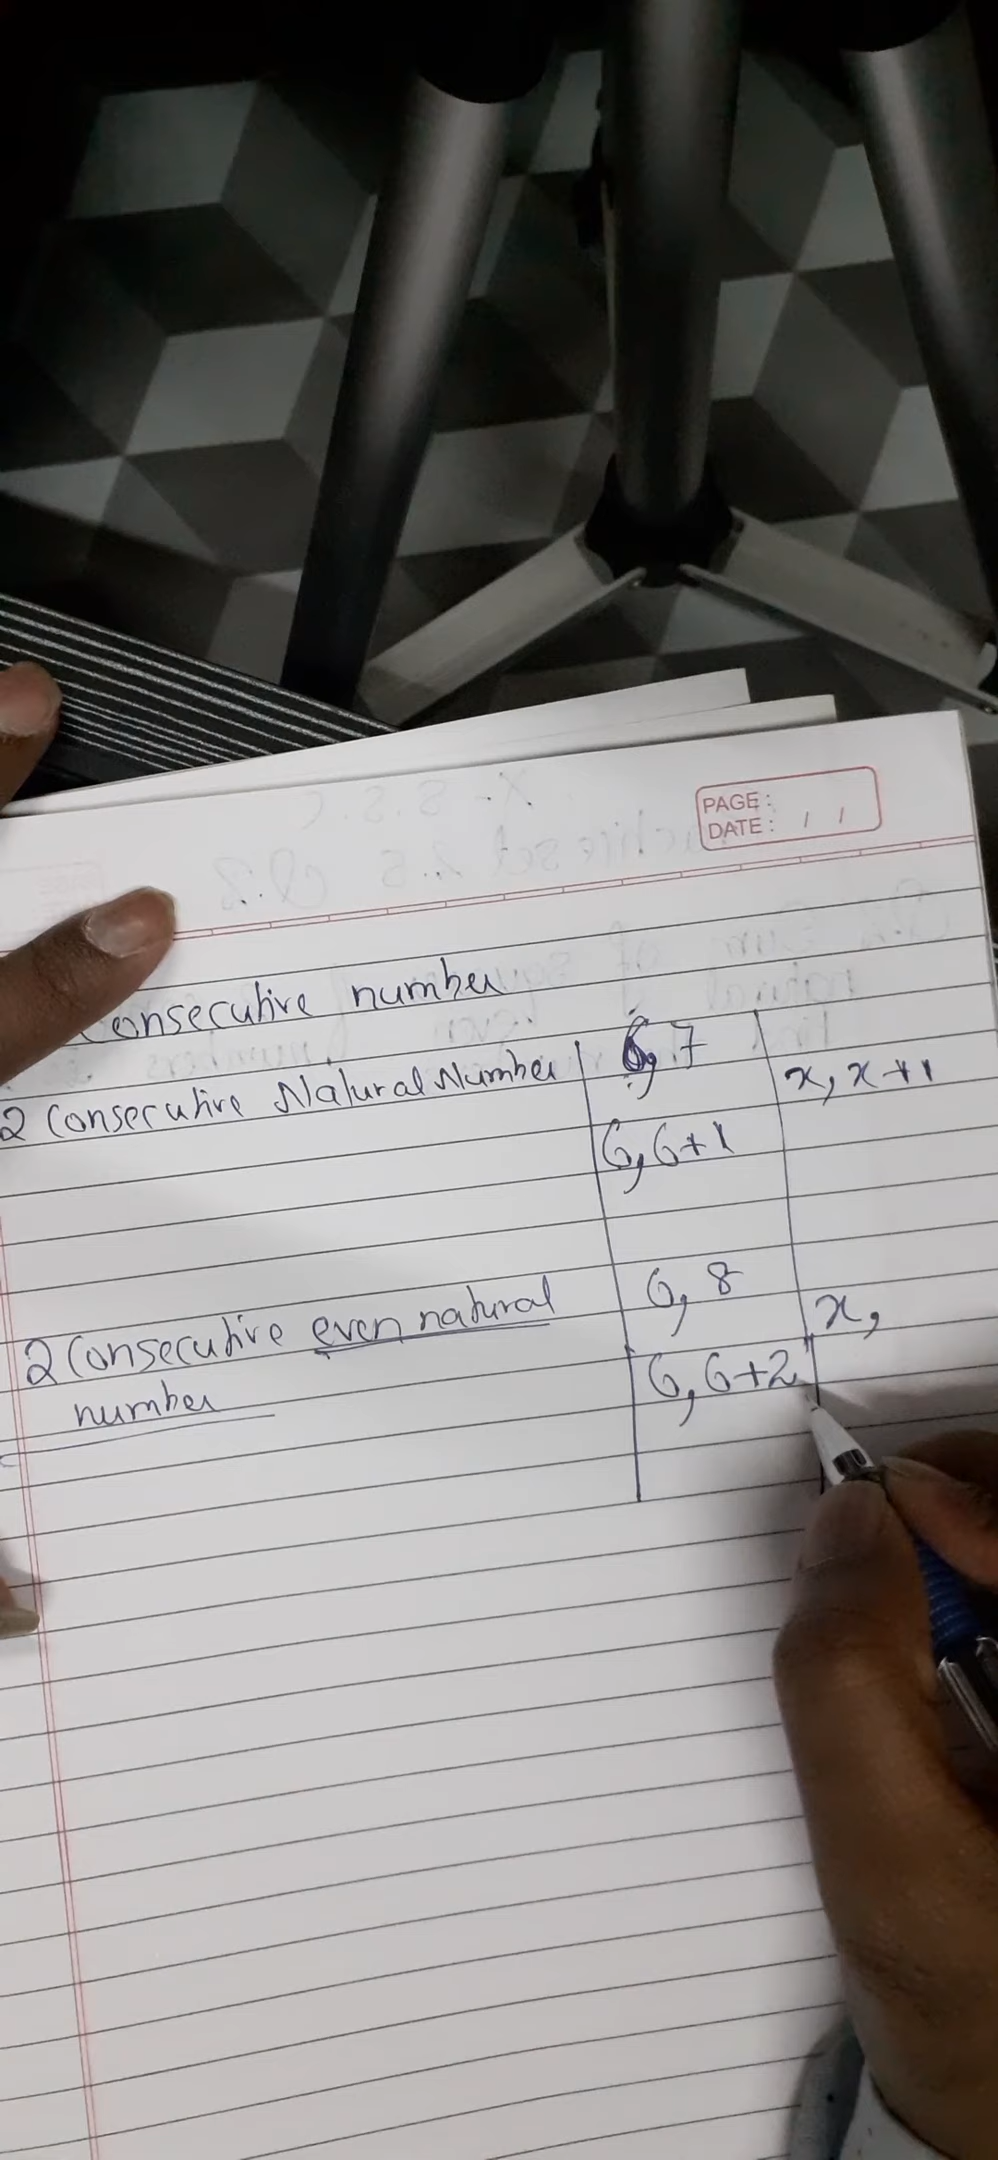 PAGE:
DATE: / /
Consecutive number
2 Consecutive Natural Number 6, 7 x, x+1
6, 6+1
2 Consecutive even natural 6, 8 x,
number 6, 6+2